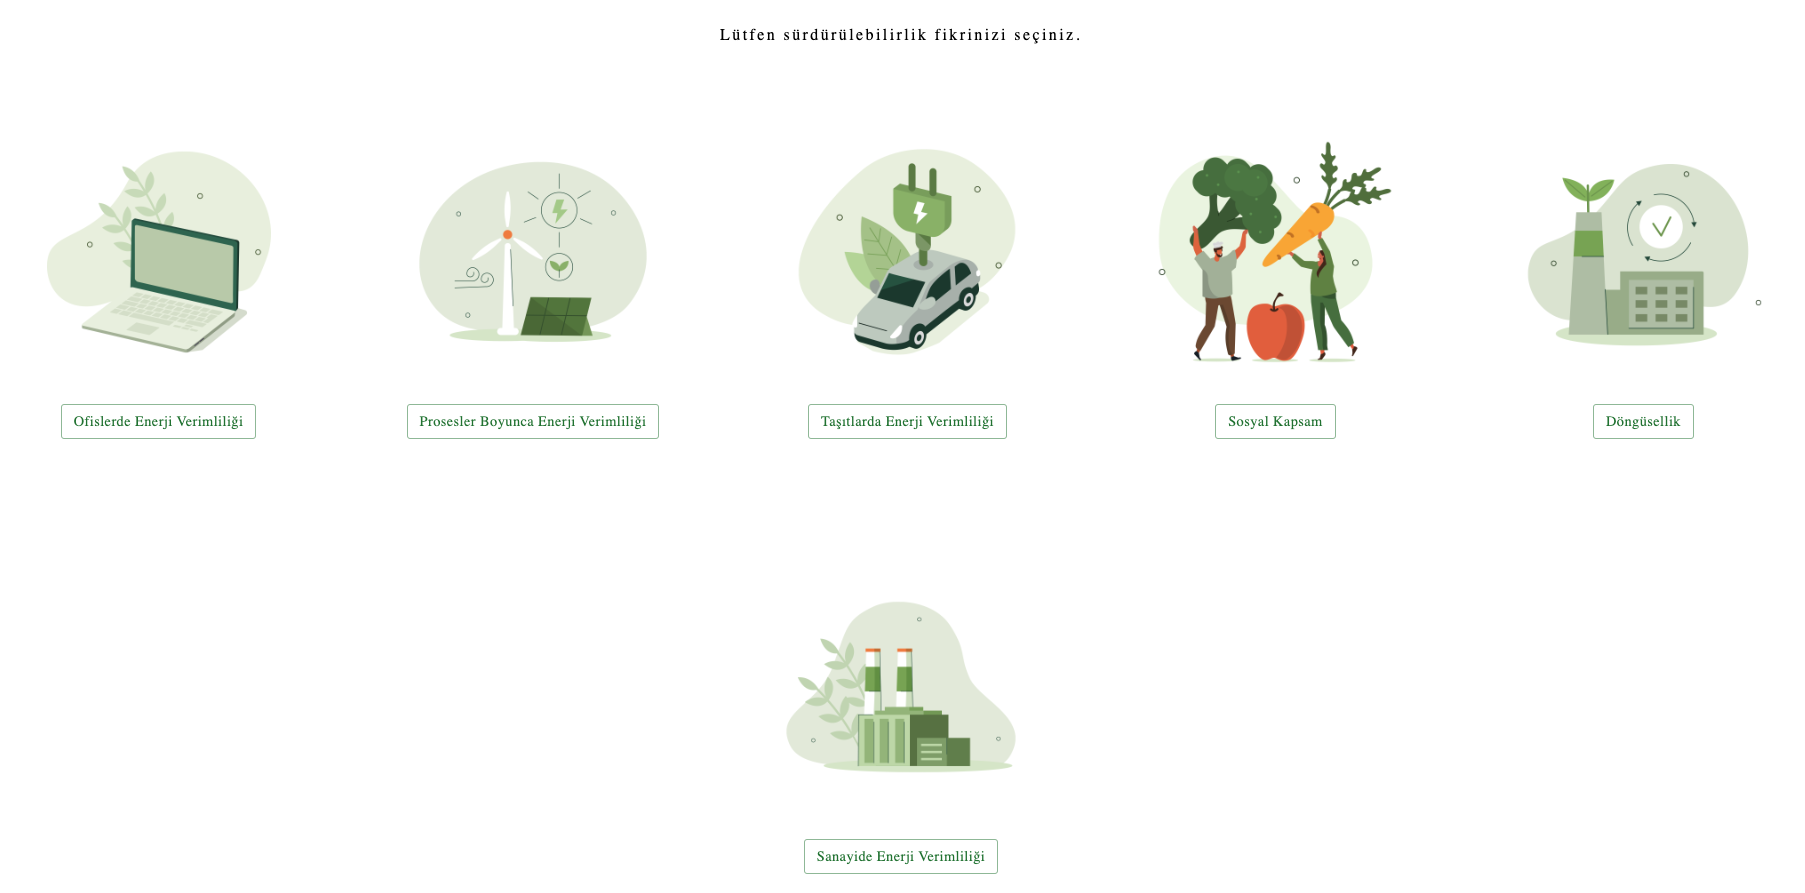 Lütfen sürdürülebilirlik fikrinizi seçiniz.
Ofislerde Enerji Verimliliği
Prosesler Boyunca Enerji Verimliliği
Taşıtlarda Enerji Verimliliği
Sosyal Kapsam
Döngüsellik
Sanayide Enerji Verimliliği